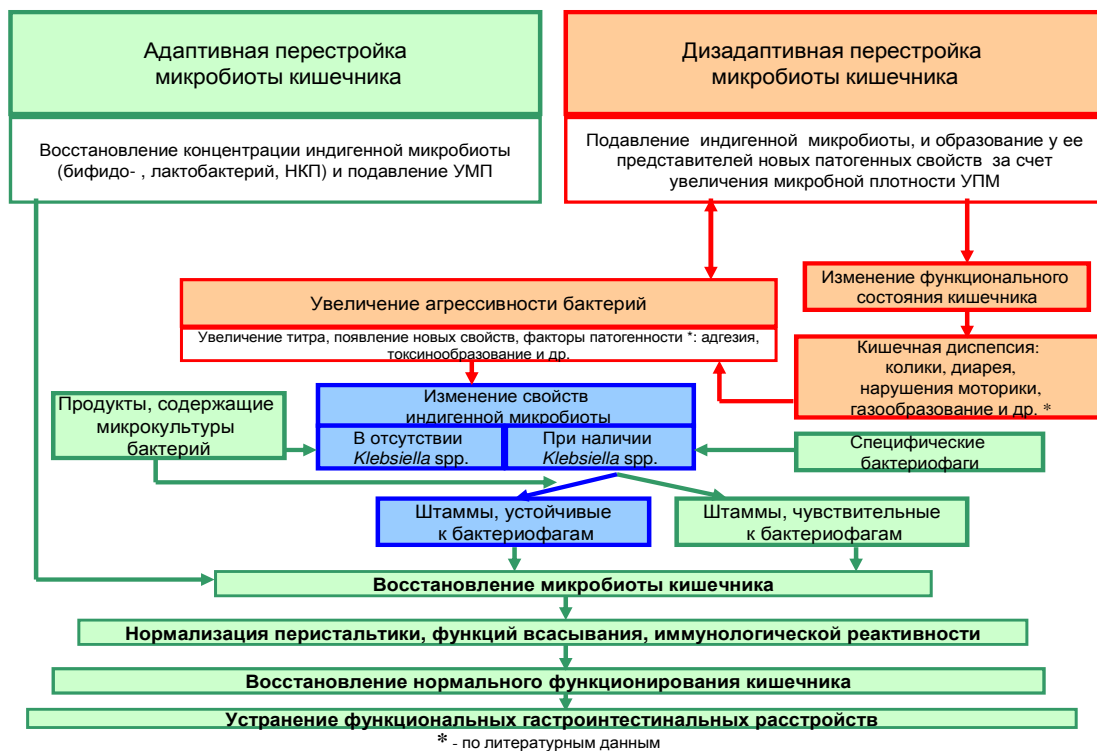 Адаптивная перестройка
микробиоты кишечника
Дизадаптивная перестройка
микробиоты кишечника
Восстановление концентрации индигенной микробиоты
(бифидо- , лактобактерий, НКП) и подавление УМП
Подавление индигенной микробиоты, и образование у ее
представителей новых патогенных свойств за счет
увеличения микробной плотности УПМ
Изменение функционального
состояния кишечника
Увеличение агрессивности бактерий
Увеличение титра, появление новых свойств, факторы патогенности *: адгезия,
токсинообразование и др.
Кишечная диспепсия:
колики, диарея,
нарушения моторики,
газообразование и др. *
Изменение свойств
индигенной микробиоты
Продукты, содержащие
микрокультуры
бактерий
В отсутствии
Klebsiella spp.
При наличии
Klebsiella spp.
Специфические
бактериофаги
Штаммы, устойчивые
к бактериофагам
Штаммы, чувствительные
к бактериофагам
Восстановление микробиоты кишечника
Нормализация перистальтики, функций всасывания, иммунологической реактивности
Восстановление нормального функционирования кишечника
Устранение функциональных гастроинтестинальных расстройств
* - по литературным данным